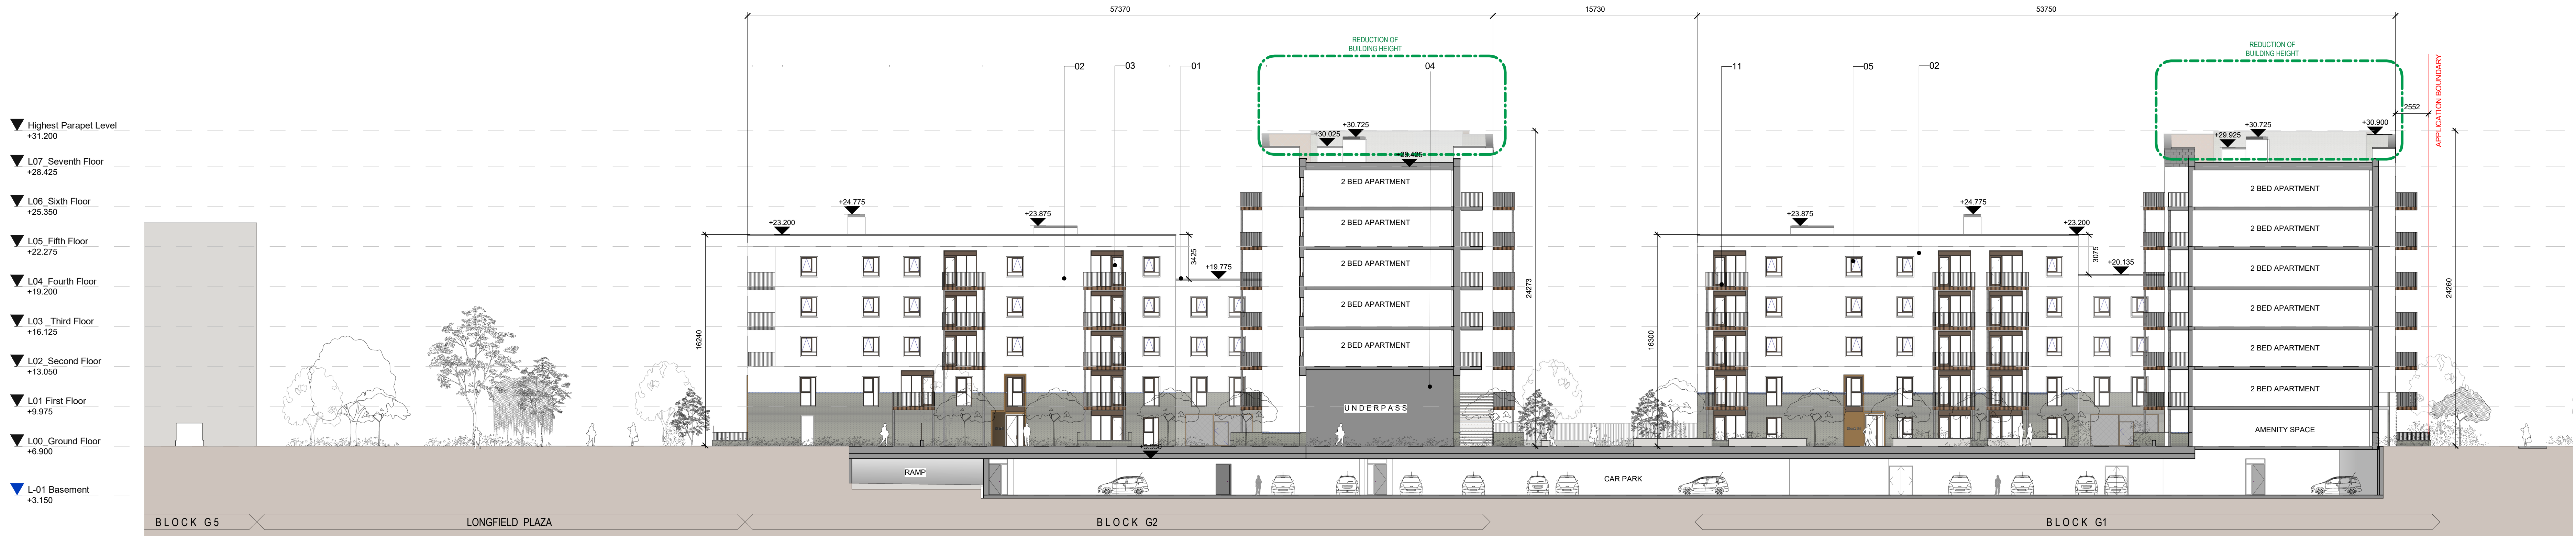 57370
15730
53750
REDUCTION OF
BUILDING HEIGHT
REDUCTION OF
BUILDING HEIGHT
02
03
01
04
11
05
02
APPLICATION BOUNDARY
2552
Highest Parapet Level
+31.200
L07_Seventh Floor
+28.425
L06_Sixth Floor
+25.350
L05_Fifth Floor
+22.275
L04_Fourth Floor
+19.200
L03 _Third Floor
+16.125
L02_Second Floor
+13.050
L01 First Floor
+9.975
L00_Ground Floor
+6.900
L-01 Basement
+3.150
+30.025
+30.725
+29.925
+30.725
+30.900
+23.200
+24.775
+23.875
+19.775
+23.875
+24.775
+23.200
+20.135
3425
3075
16240
24273
16300
24260
2 BED APARTMENT
2 BED APARTMENT
2 BED APARTMENT
2 BED APARTMENT
2 BED APARTMENT
UNDERPASS
2 BED APARTMENT
2 BED APARTMENT
2 BED APARTMENT
2 BED APARTMENT
2 BED APARTMENT
2 BED APARTMENT
AMENITY SPACE
RAMP
CAR PARK
BLOCK G5
LONGFIELD PLAZA
BLOCK G2
BLOCK G1